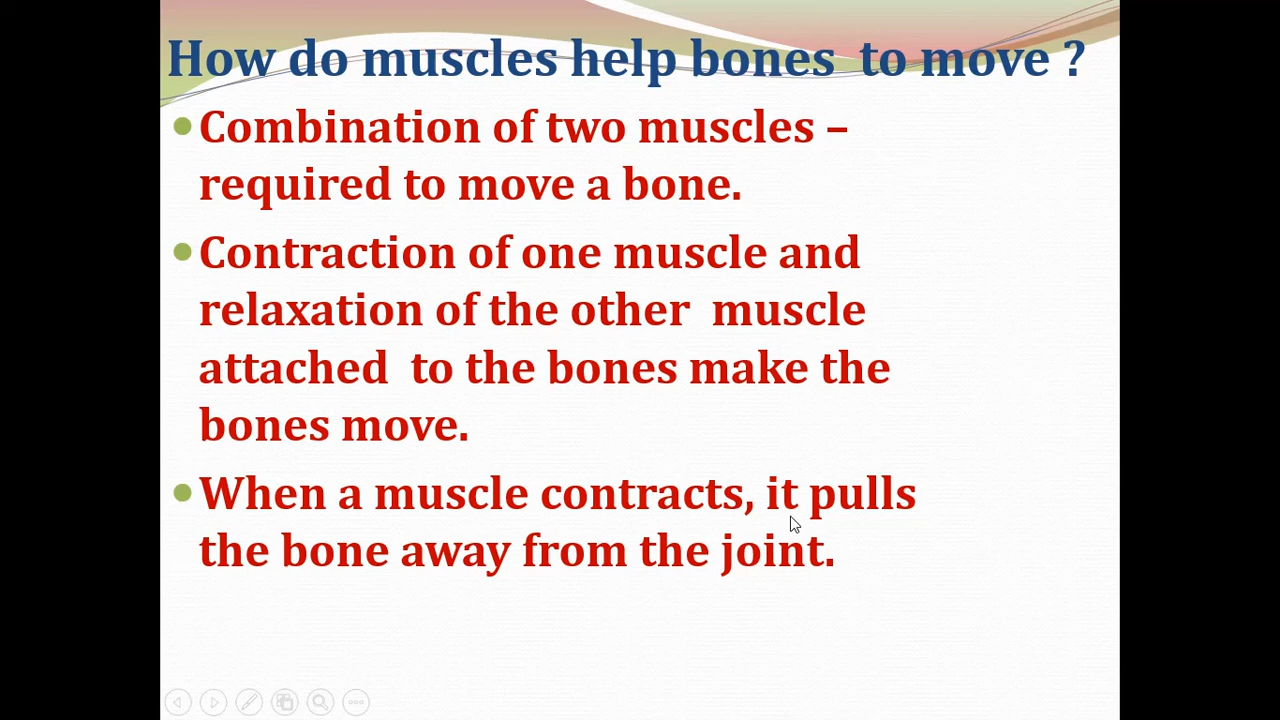 How do muscles help bones  to move ?
Combination of two muscles –
required to move a bone.
Contraction of one muscle and
relaxation of the other  muscle
attached  to the bones make the
bones move.
When a muscle contracts, it pulls
the bone away from the joint.